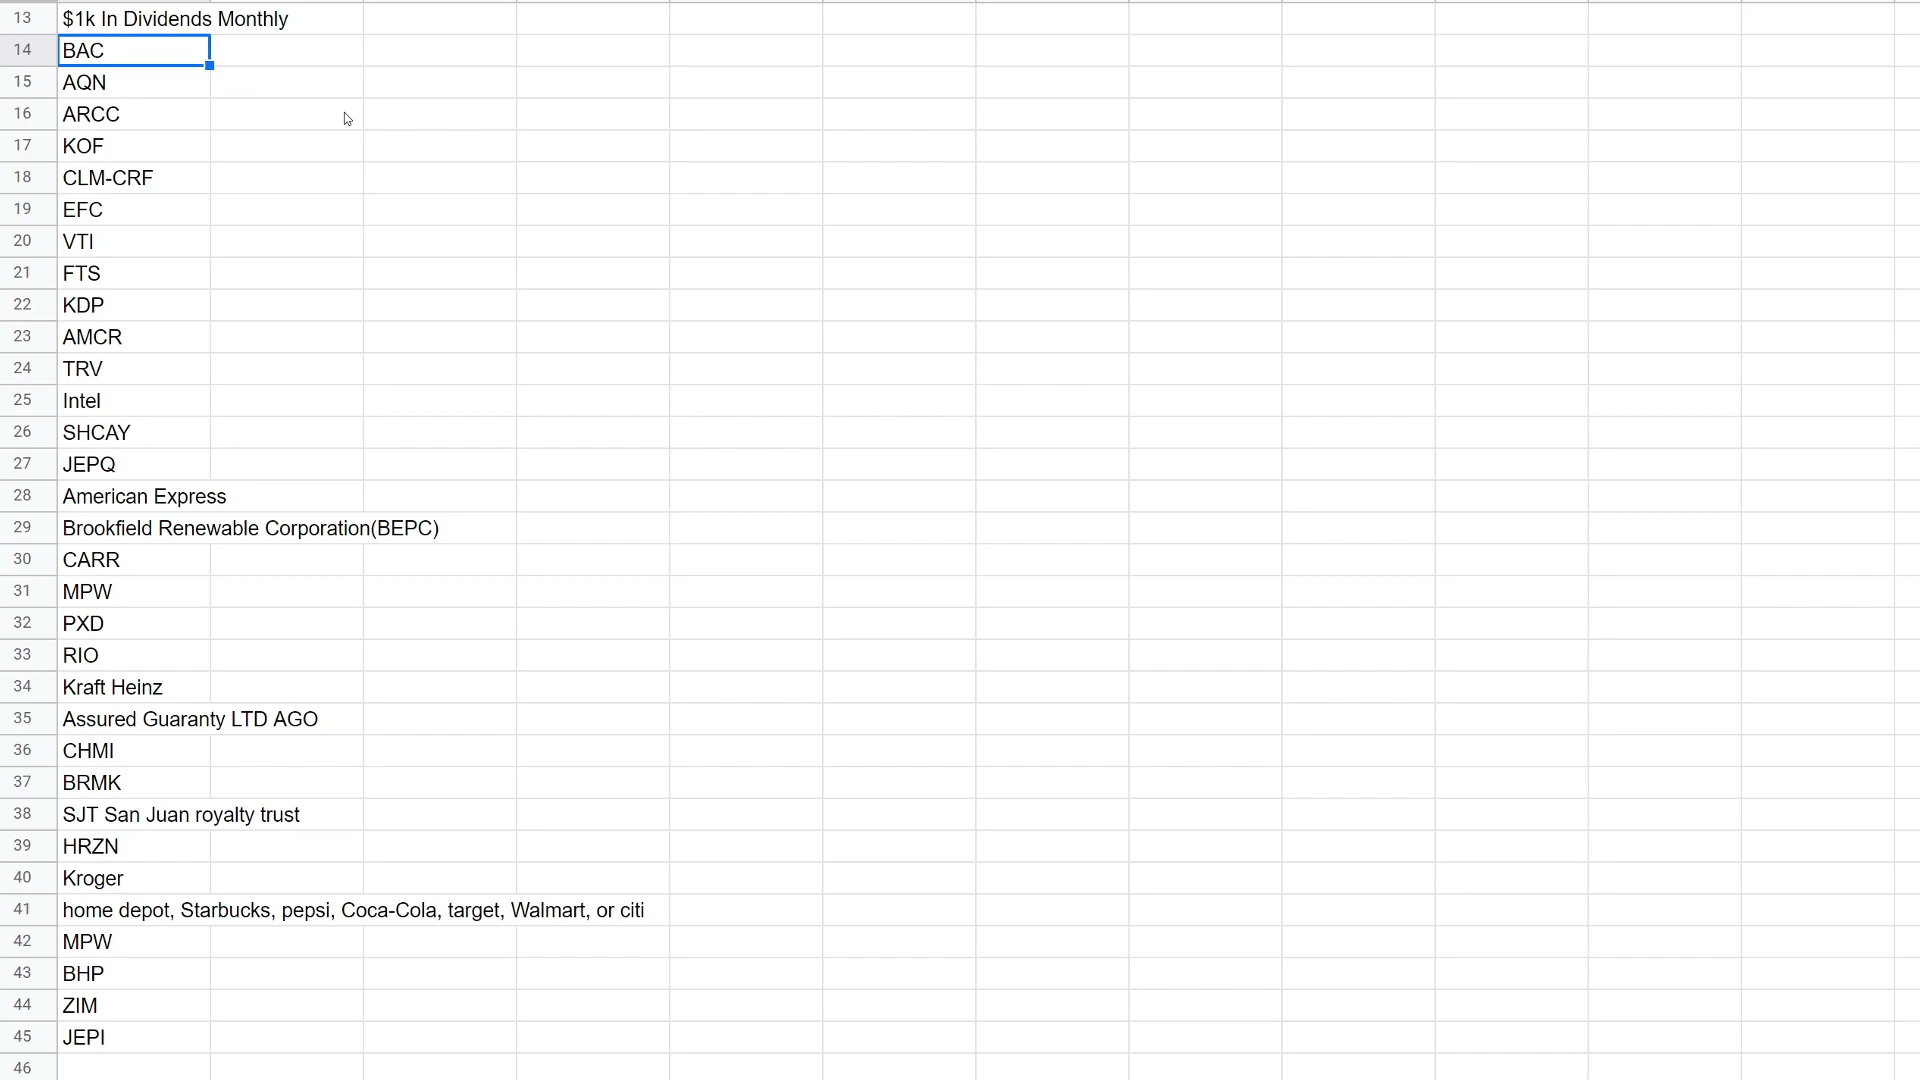 13 $1k In Dividends Monthly
14 BAC
15 AQN
16 ARCC
17 KOF
18 CLM-CRF
19 EFC
20 VTI
21 FTS
22 KDP
23 AMCR
24 TRV
25 Intel
26 SHCAY
27 JEPQ
28 American Express
29 Brookfield Renewable Corporation(BEPC)
30 CARR
31 MPW
32 PXD
33 RIO
34 Kraft Heinz
35 Assured Guaranty LTD AGO
36 CHMI
37 BRMK
38 SJT San Juan royalty trust
39 HRZN
40 Kroger
41 home depot, Starbucks, pepsi, Coca-Cola, target, Walmart, or citi
42 MPW
43 BHP
44 ZIM
45 JEPI
46